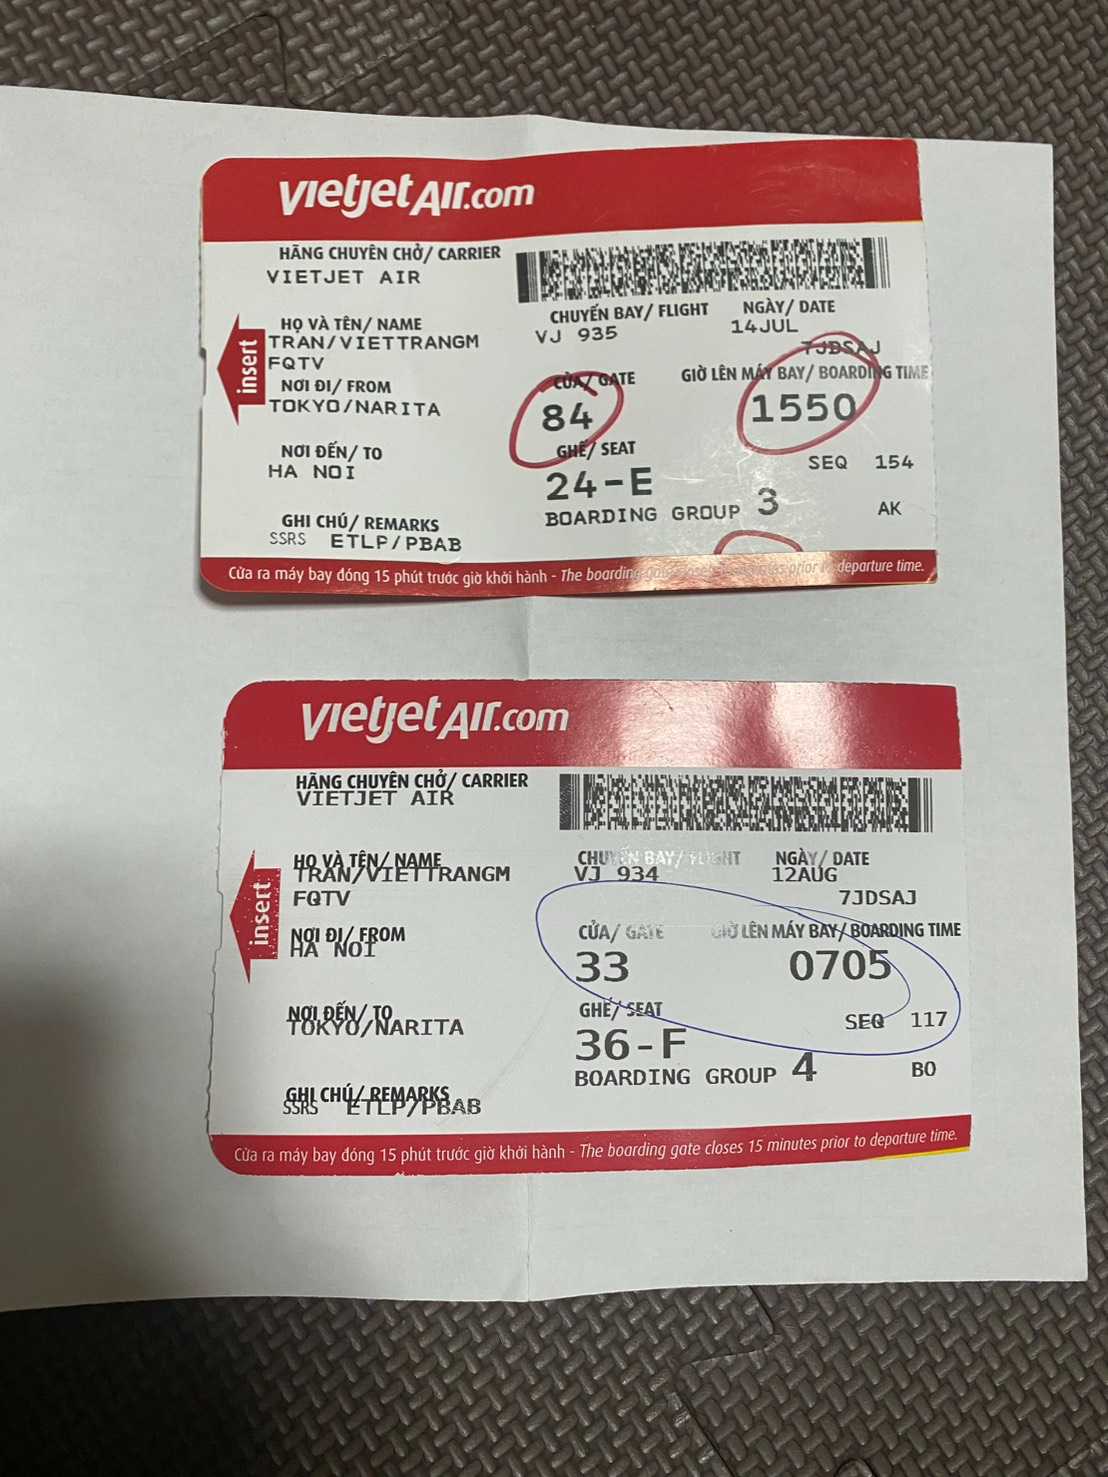 vietjetAir.com
HÃNG CHUYÊN CHỞ/ CARRIER
VIETJET AIR
CHUYẾN BAY/ FLIGHT NGÀY/ DATE
VJ 935 14JUL
HỌ VÀ TÊN/ NAME
TRAN/VIETTRANGM
7JDSAJ
FQTV
insert
CỬA/ GATE GIỜ LÊN MÁY BAY/ BOARDING TIME
84 1550
NƠI ĐI/ FROM
TOKYO/NARITA
GHẾ/ SEAT
24-E
SEQ 154
NƠI ĐẾN/ TO
HA NOI
BOARDING GROUP 3 AK
GHI CHÚ/ REMARKS
SSRS ETLP/PBAB
Cửa ra máy bay đóng 15 phút trước giờ khởi hành - The boarding gate closes minutes prior departure time.
vietjetAir.com
HÃNG CHUYÊN CHỞ/ CARRIER
VIETJET AIR
CHUYẾN BAY/ FLIGHT NGÀY/ DATE
VJ 934 12AUG
HỌ VÀ TÊN/ NAME
TRAN/VIETTRANGM
7JDSAJ
FQTV
insert
CỬA/ GATE GIỜ LÊN MÁY BAY/ BOARDING TIME
33 0705
NƠI ĐI/ FROM
HA NOI
GHẾ/ SEAT
36-F
SEQ 117
NƠI ĐẾN/ TO
TOKYO/NARITA
BOARDING GROUP 4 BO
GHI CHÚ/ REMARKS
SSRS ETLP/PBAB
Cửa ra máy bay đóng 15 phút trước giờ khởi hành - The boarding gate closes 15 minutes prior to departure time.